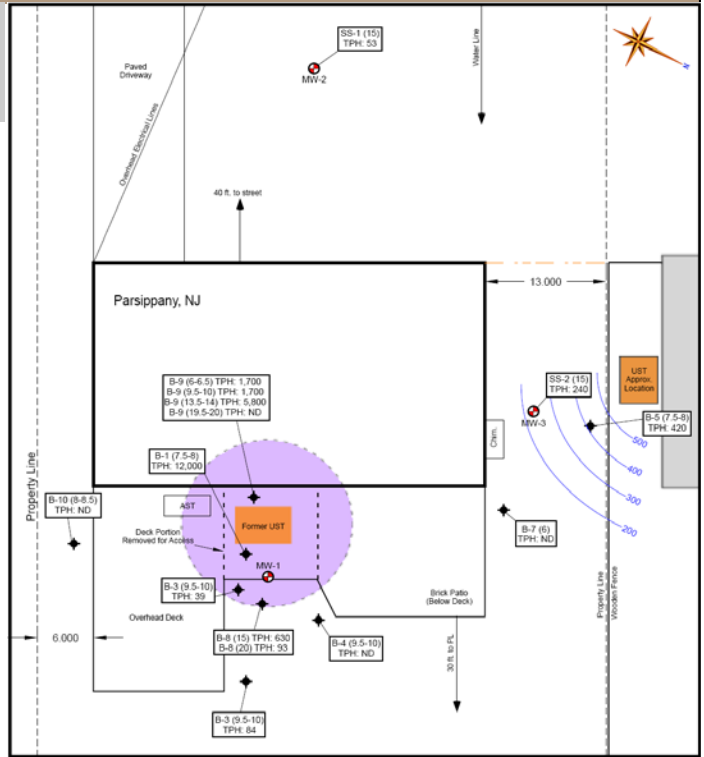 SS-1 (15)
TPH: 53
MW-2
Paved
Driveway
Overhead Electrical Lines
Water Line
N
40 ft. to street
Parsippany, NJ
13.000
B-9 (6-6.5) TPH: 1,700
B-9 (9.5-10) TPH: 1,700
B-9 (13.5-14) TPH: 5,800
B-9 (19.5-20) TPH: ND
SS-2 (15)
TPH: 240
MW-3
UST
Approx.
Location
B-5 (7.5-8)
TPH: 420
500
400
300
200
Chim.
B-1 (7.5-8)
TPH: 12,000
Property Line
B-10 (8-8.5)
TPH: ND
AST
Former UST
Deck Portion
Removed for Access
B-7 (6)
TPH: ND
MW-1
B-3 (9.5-10)
TPH: 39
Overhead Deck
Brick Patio
(Below Deck)
Property Line
Wooden Fence
6.000
B-8 (15) TPH: 630
B-8 (20) TPH: 93
B-4 (9.5-10)
TPH: ND
30 ft. to PL
B-3 (9.5-10)
TPH: 84